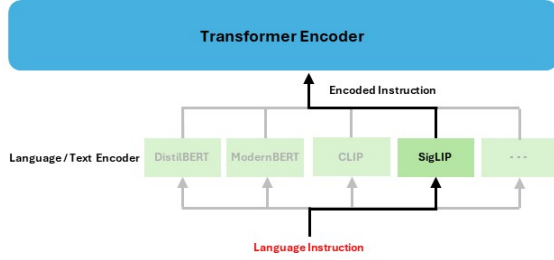 Transformer Encoder
Encoded Instruction
Language / Text Encoder
DistilBERT
ModernBERT
CLIP
SigLIP
---
Language Instruction